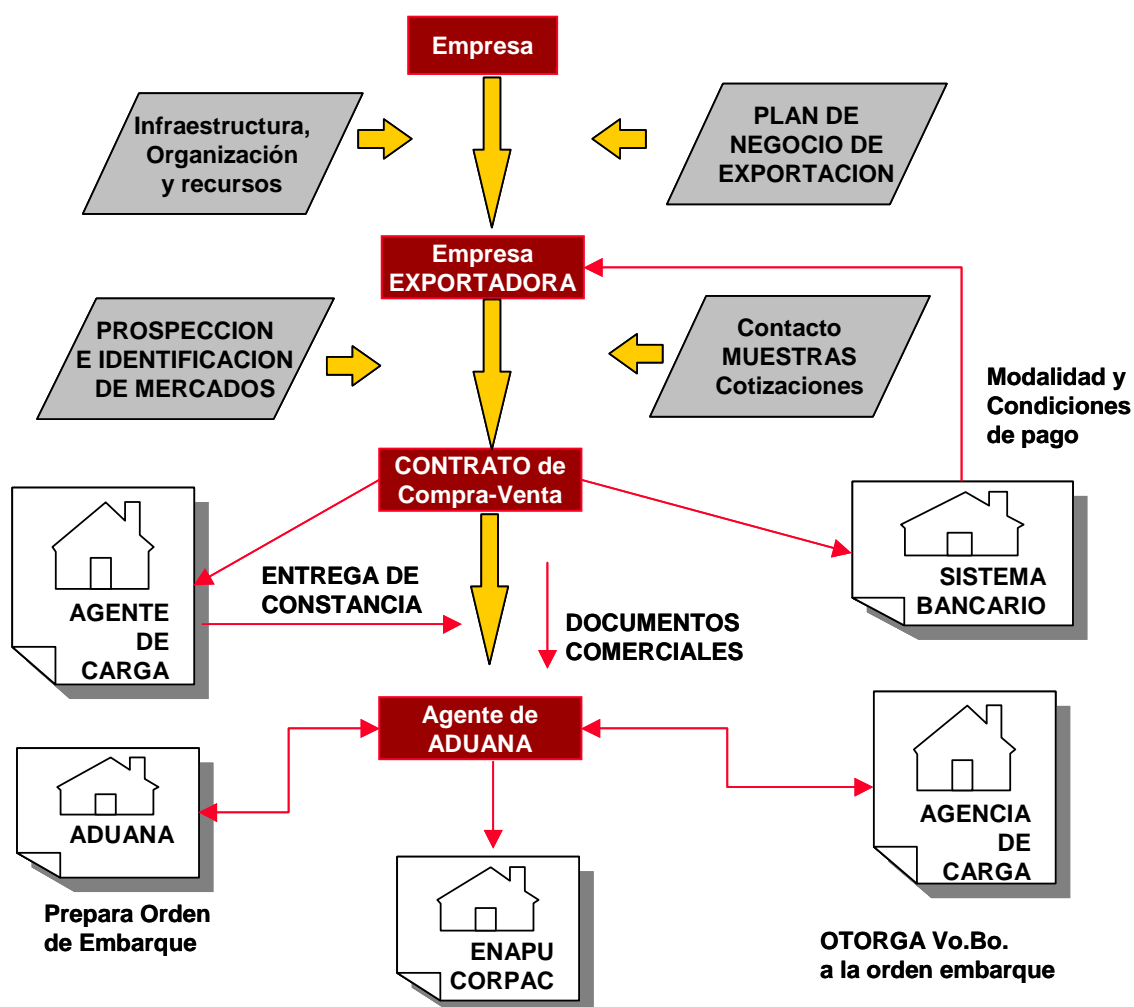 Empresa
Infraestructura,
Organización
y recursos
PLAN DE
NEGOCIO DE
EXPORTACION
Empresa
EXPORTADORA
PROSPECCION
E IDENTIFICACION
DE MERCADOS
Contacto
MUESTRAS
Cotizaciones
Modalidad y
Condiciones
de pago
CONTRATO de
Compra-Venta
AGENTE
DE
CARGA
ENTREGA DE
CONSTANCIA
DOCUMENTOS
COMERCIALES
SISTEMA
BANCARIO
Agente de
ADUANA
ADUANA
Prepara Orden
de Embarque
ENAPU
CORPAC
AGENCIA
DE
CARGA
OTORGA Vo.Bo.
a la orden embarque